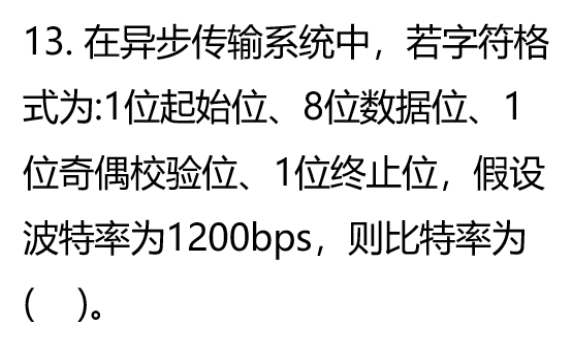 13. 在异步传输系统中，若字符格
式为:1位起始位、8位数据位、1
位奇偶校验位、1位终止位，假设
波特率为1200bps，则比特率为
(    )。